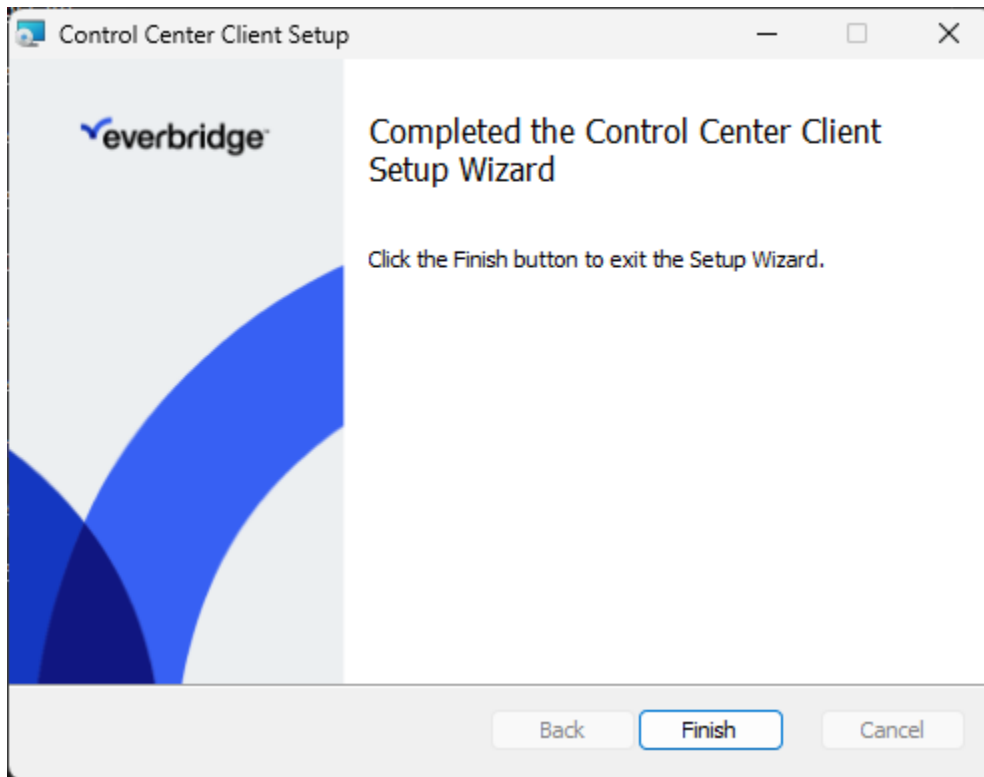 Control Center Client Setup
everbridge
Completed the Control Center Client
Setup Wizard
Click the Finish button to exit the Setup Wizard.
Back
Finish
Cancel